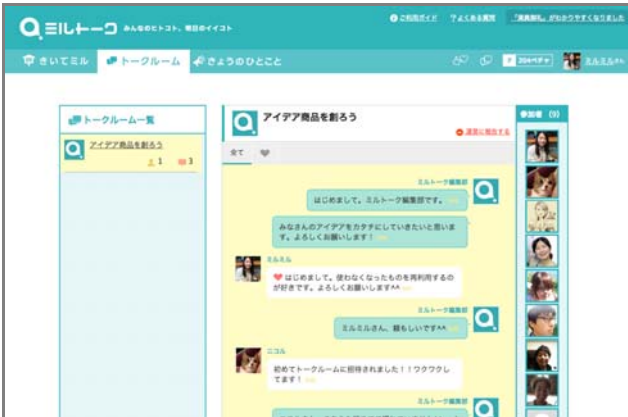 ミルトーク みんなのヒトコト、明日のイイコト
ご利用ガイド ?よくある質問
きいてミル トークルーム きょうのひとこと ミルミルさん
トークルーム一覧
アイデア商品を創ろう
1 3
アイデア商品を創ろう
運営に報告する
全て
参加者 (9)
ミルトーク編集部
はじめまして。ミルトーク編集部です。
みなさんのアイデアをカタチにしていきたいと思いま
す。よろしくお願いします！
ミルミル
はじめまして。使わなくなったものを再利用するの
が好きです。よろしくお願いします^^
ミルトーク編集部
ミルミルさん、頼もしいです^^
ニコル
初めてトークルームに招待されました！！ワクワクし
てます！
ミルトーク編集部